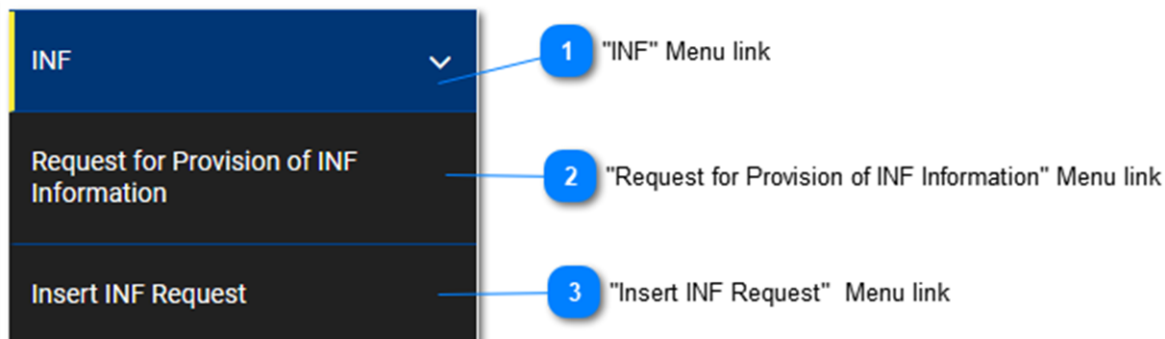 INF
1 "INF" Menu link
Request for Provision of INF
Information
2 "Request for Provision of INF Information" Menu link
Insert INF Request
3 "Insert INF Request" Menu link